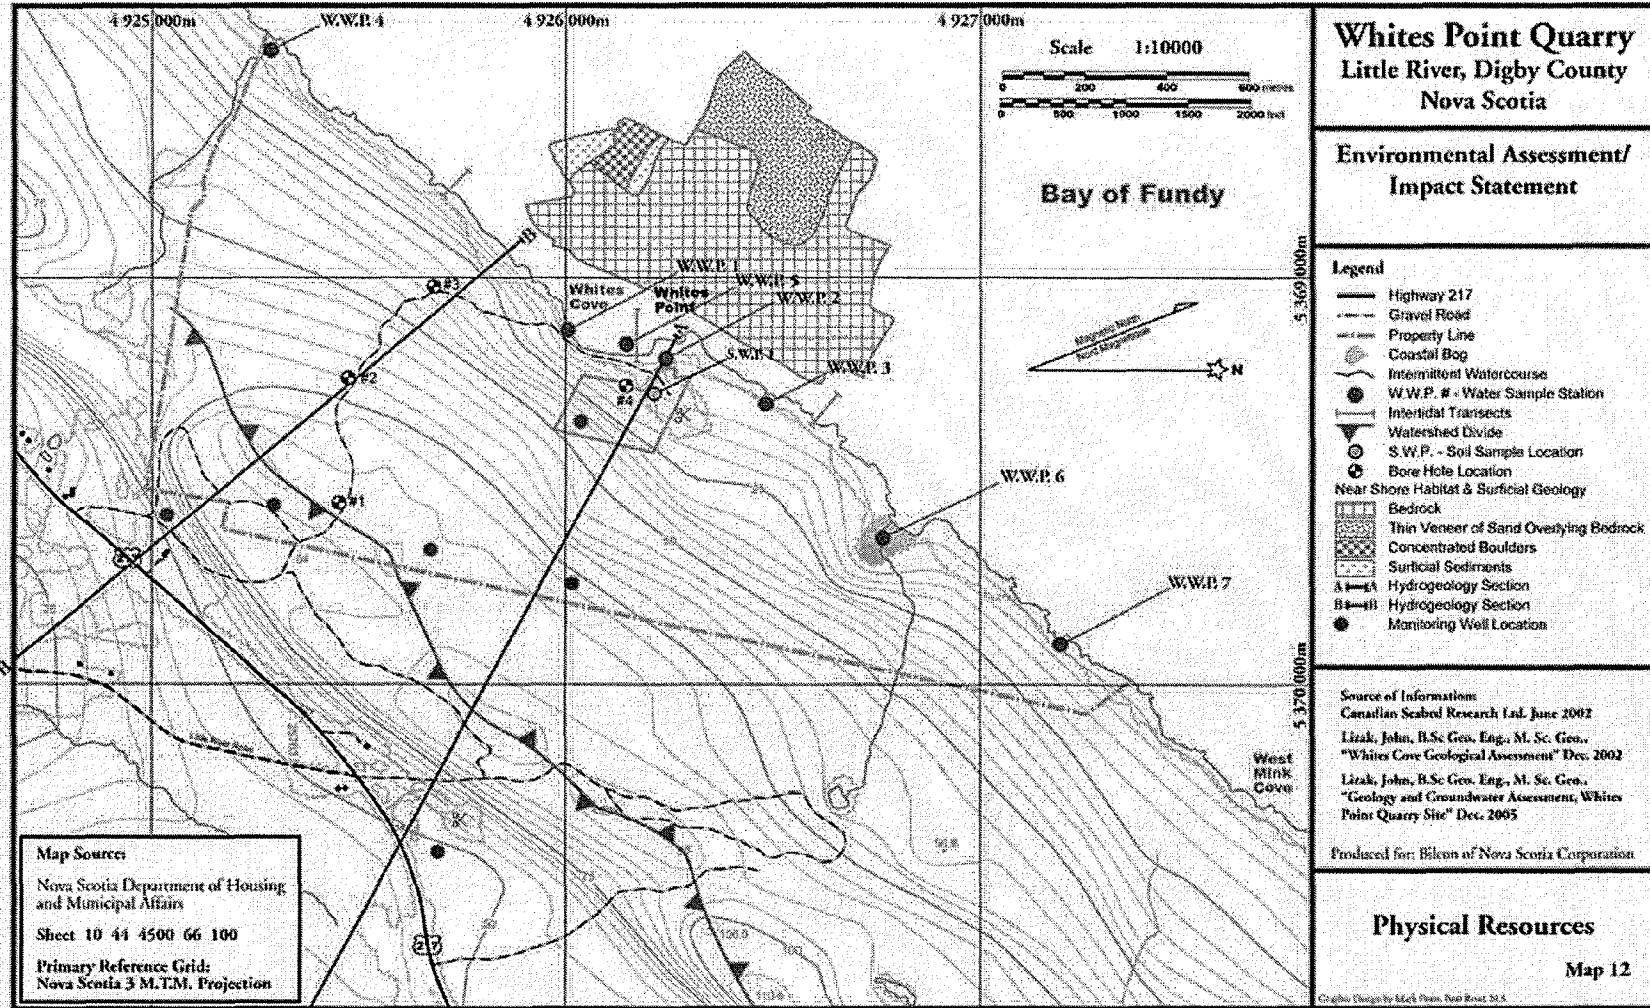 4 925 000m
W.W.P. 4
4 926 000m
4 927 000m
Scale 1:10000
0 200 400 600 metres
0 500 1000 1500 2000 feet
Bay of Fundy
5 369 000m
B
W.W.P. 1
Whites Cove
Whites Point
W.W.P. 5
W.W.P. 2
#3
S.W.P. 1
W.W.P. 3
#2
#4
Magnetic North
Nord Magnetique
N
#1
W.W.P. 6
W.W.P. 7
5 370 000m
West Mink Cove
217
Map Source:
Nova Scotia Department of Housing
and Municipal Affairs
Sheet 10 44 4500 66 100
Primary Reference Grid:
Nova Scotia 3 M.T.M. Projection
Whites Point Quarry
Little River, Digby County
Nova Scotia
Environmental Assessment/
Impact Statement
Legend
Highway 217
Gravel Road
Property Line
Coastal Bog
Intermittent Watercourse
W.W.P. # - Water Sample Station
Intertidal Transects
Watershed Divide
S.W.P. - Soil Sample Location
Bore Hole Location
Near Shore Habitat & Surficial Geology
Bedrock
Thin Veneer of Sand Overlying Bedrock
Concentrated Boulders
Surficial Sediments
A A Hydrogeology Section
B B Hydrogeology Section
Monitoring Well Location
Source of Information:
Canadian Seabed Research Ltd. June 2002
Lizak, John, B.Sc Geo. Eng., M. Sc. Geo.,
"Whites Cove Geological Assessment" Dec. 2002
Lizak, John, B.Sc Geo. Eng., M. Sc. Geo.,
"Geology and Groundwater Assessment, Whites
Point Quarry Site" Dec. 2005
Produced for: Bilcon of Nova Scotia Corporation
Physical Resources
Map 12